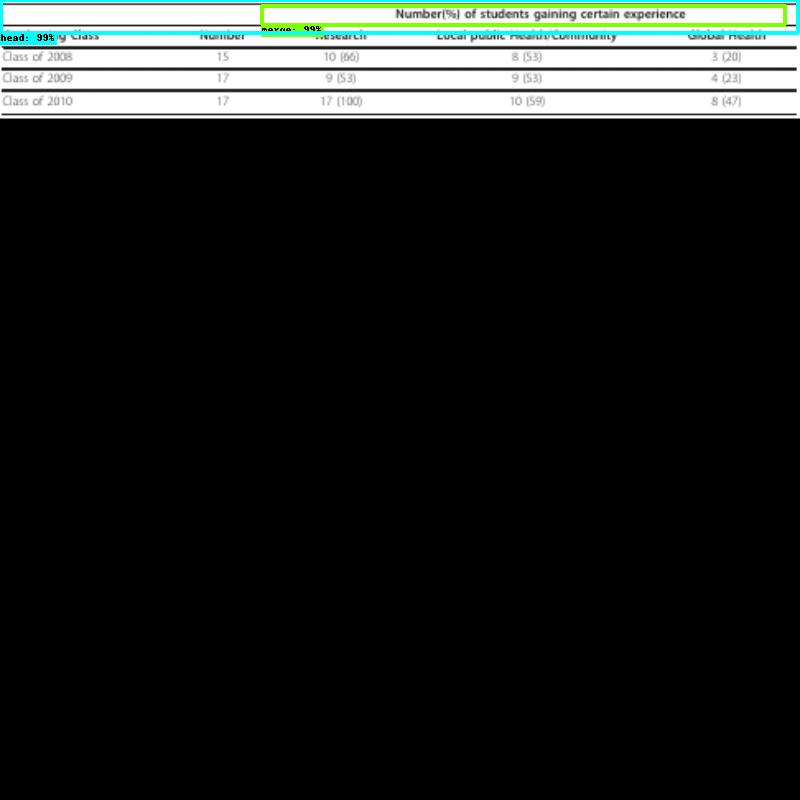 Number(%) of students gaining certain experience
merge: 99%
head: 99% Class Number Research Local public Health/Community Global Health
Class of 2008 15 10 (66) 8 (53) 3 (20)
Class of 2009 17 9 (53) 9 (53) 4 (23)
Class of 2010 17 17 (100) 10 (59) 8 (47)